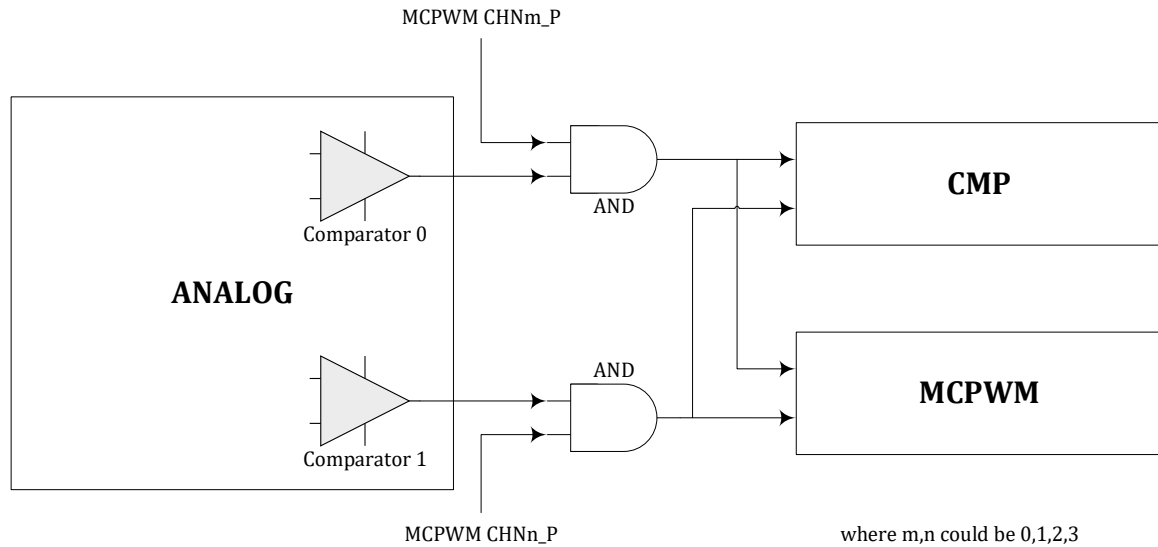 MCPWM CHNm_P
AND
CMP
Comparator 0
ANALOG
AND
MCPWM
Comparator 1
MCPWM CHNn_P
where m,n could be 0,1,2,3